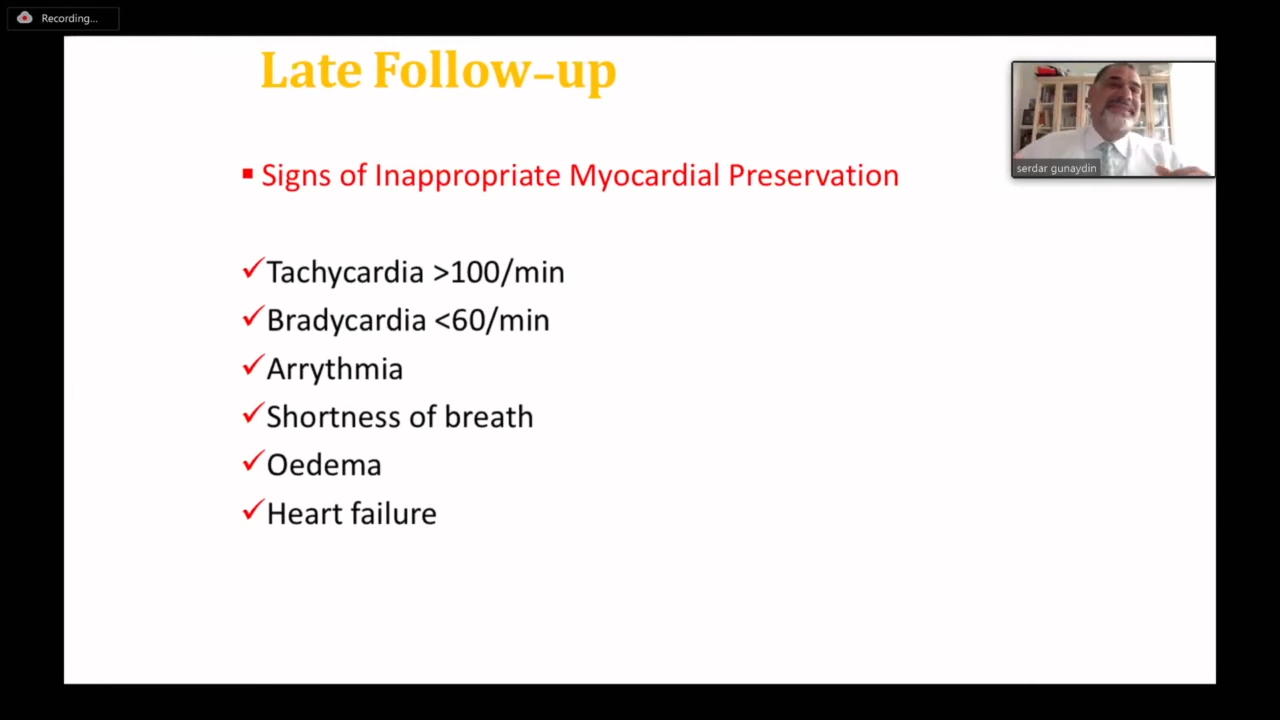 Recording...
Late Follow-up
Signs of Inappropriate Myocardial Preservation
serdar gunaydin
Tachycardia >100/min
Bradycardia <60/min
Arrythmia
Shortness of breath
Oedema
Heart failure